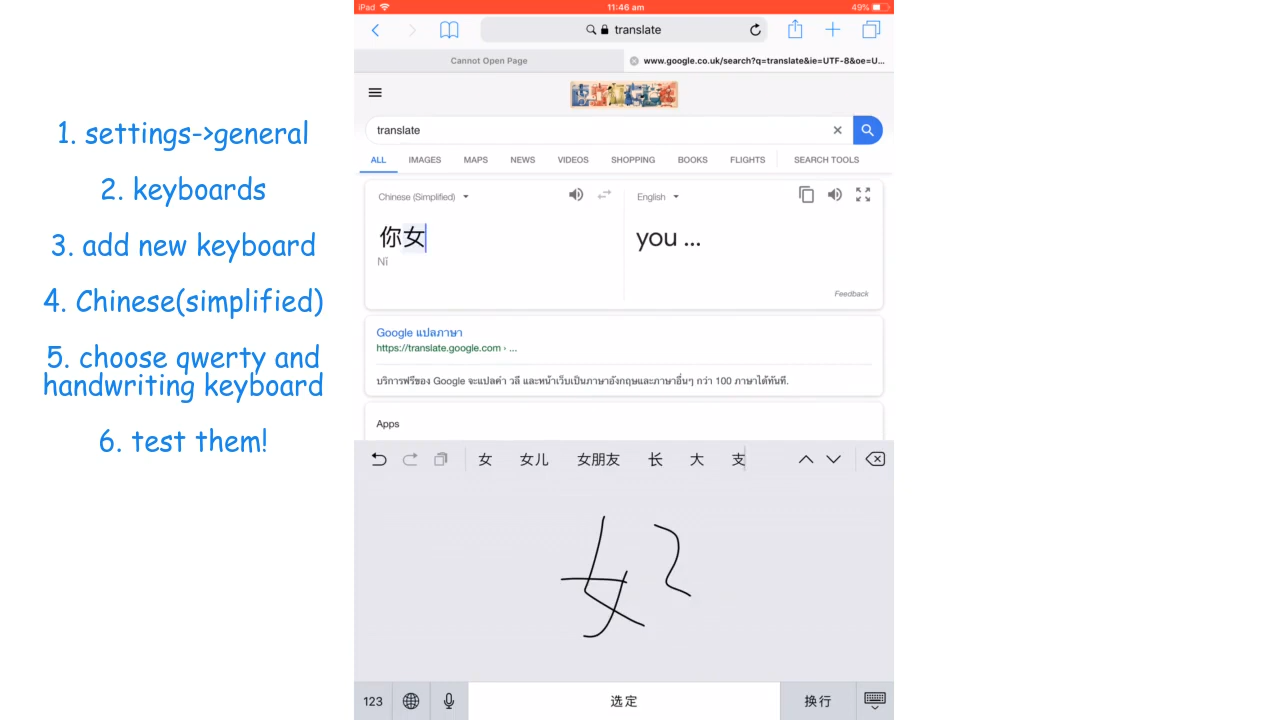 iPad 11:46 am 49%
translate
Cannot Open Page www.google.co.uk/search?q=translate&ie=UTF-8&oe=U...
1. settings->general
2. keyboards
3. add new keyboard
4. Chinese(simplified)
5. choose qwerty and
handwriting keyboard
6. test them!
translate
ALL IMAGES MAPS NEWS VIDEOS SHOPPING BOOKS FLIGHTS SEARCH TOOLS
Chinese (Simplified) English
你女 you ...
Nǐ
Feedback
Google แปลภาษา
https://translate.google.com › ...
บริการฟรีของ Google จะแปลคำ วลี และหน้าเว็บเป็นภาษาอังกฤษและภาษาอื่นๆ กว่า 100 ภาษาได้ทันที.
Apps
女 女儿 女朋友 长 大 支
女
123 选定 换行